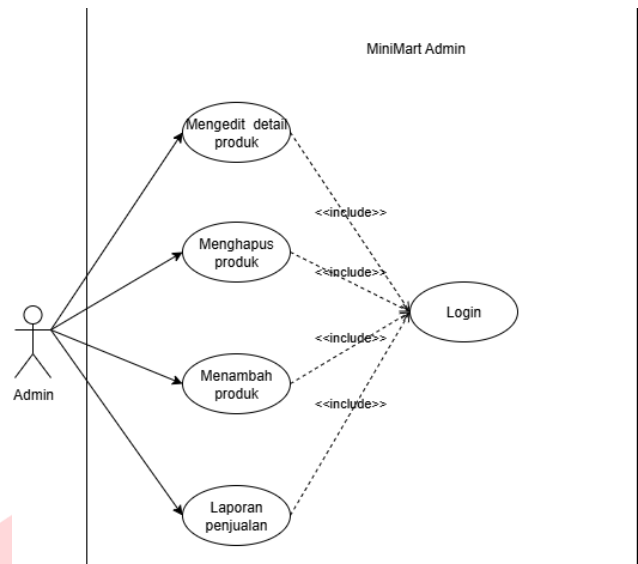 MiniMart Admin
Mengedit detail
produk
<<include>>
Menghapus
produk
<<include>>
Login
<<include>>
Admin
Menambah
produk
<<include>>
Laporan
penjualan